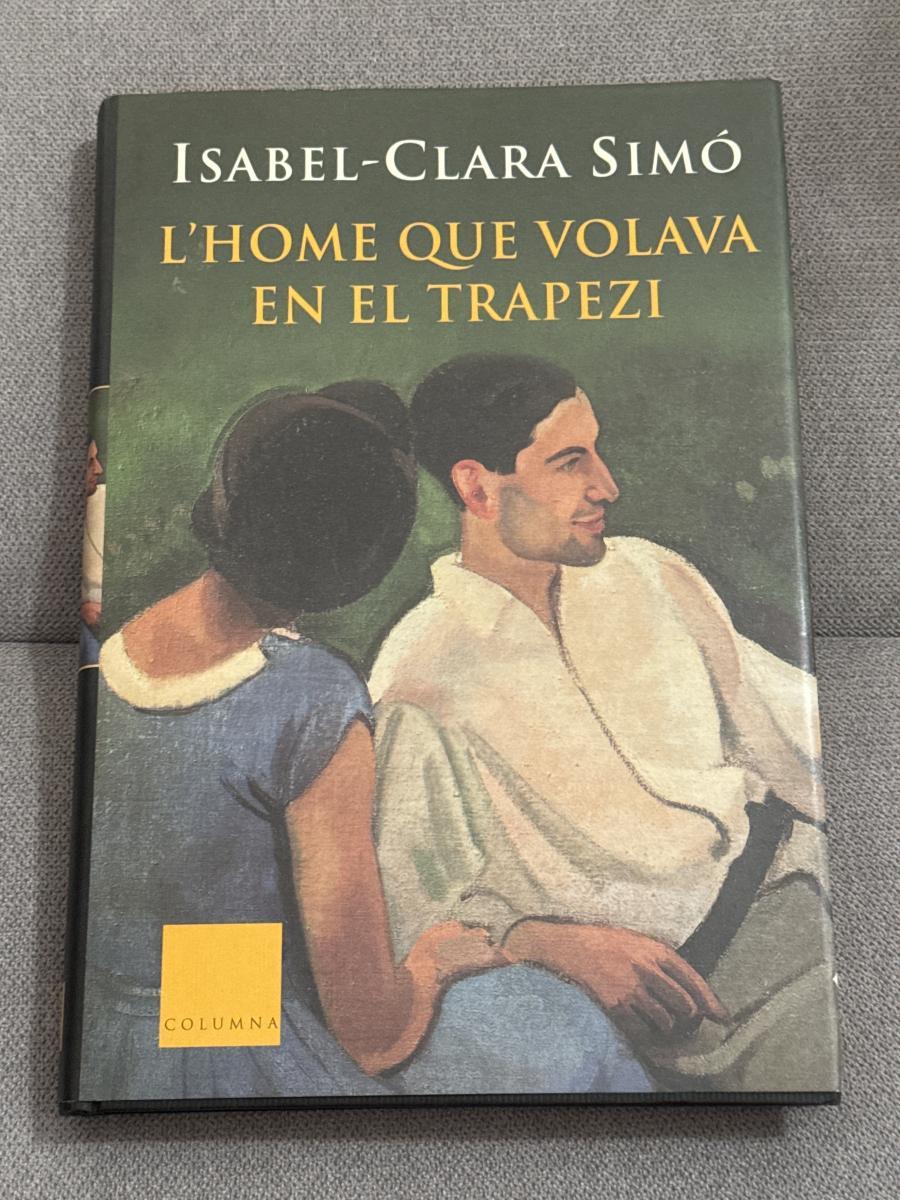 ISABEL-CLARA SIMÓ
L'HOME QUE VOLAVA
EN EL TRAPEZI
COLUMNA